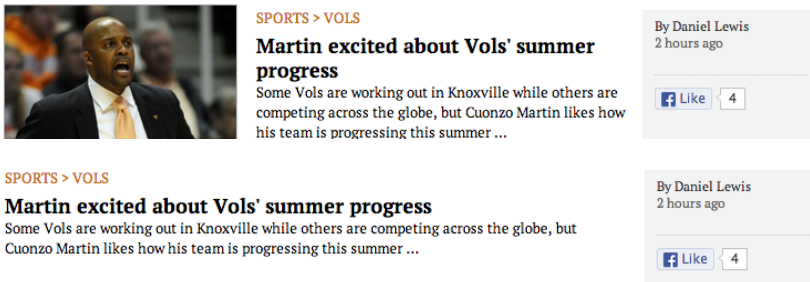 SPORTS > VOLS
Martin excited about Vols' summer
progress
Some Vols are working out in Knoxville while others are
competing across the globe, but Cuonzo Martin likes how
his team is progressing this summer ...
By Daniel Lewis
2 hours ago
Like 4
SPORTS > VOLS
Martin excited about Vols' summer progress
Some Vols are working out in Knoxville while others are competing across the globe, but
Cuonzo Martin likes how his team is progressing this summer ...
By Daniel Lewis
2 hours ago
Like 4